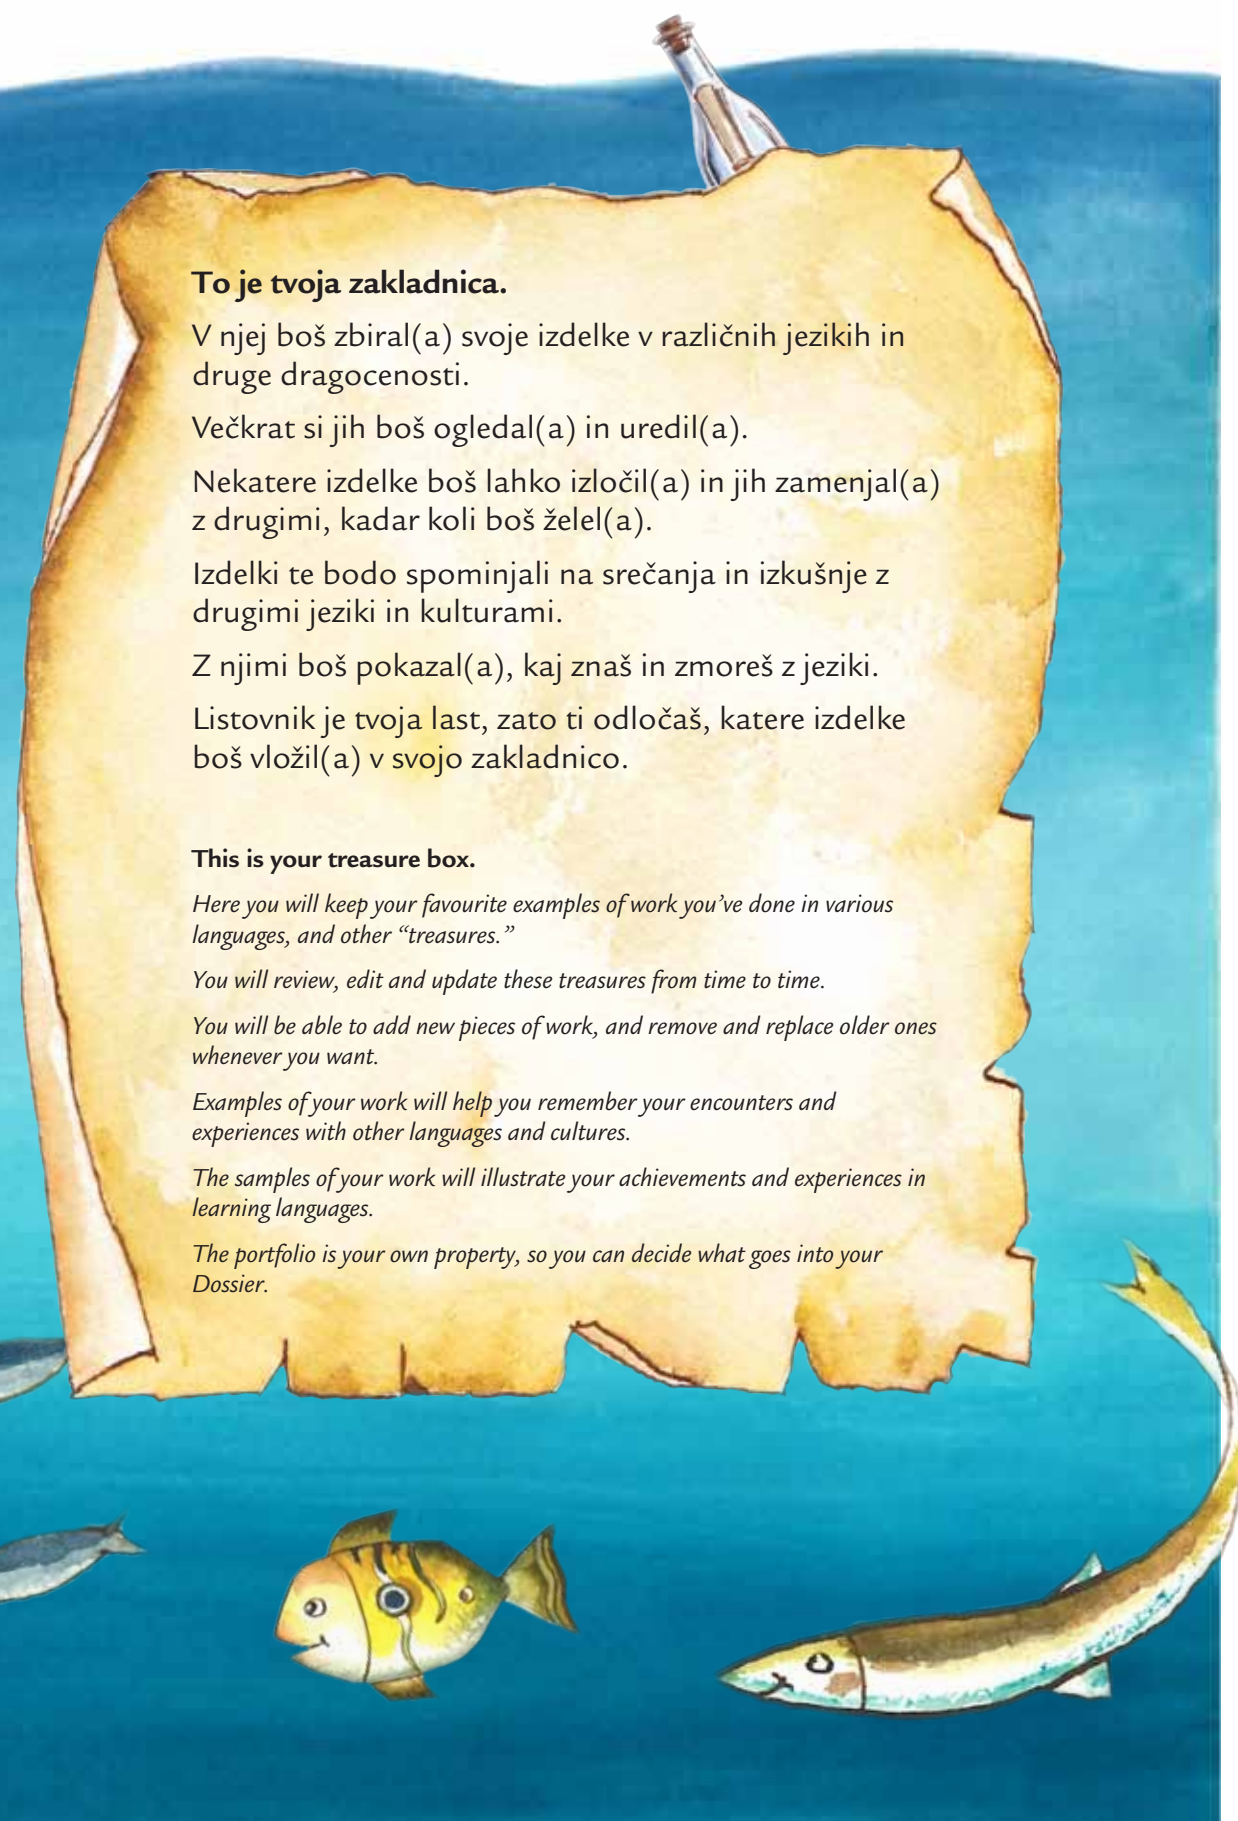 To je tvoja zakladnica.
V njej boš zbiral(a) svoje izdelke v različnih jezikih in
druge dragocenosti.
Večkrat si jih boš ogledal(a) in uredil(a).
Nekatere izdelke boš lahko izločil(a) in jih zamenjal(a)
z drugimi, kadar koli boš želel(a).
Izdelki te bodo spominjali na srečanja in izkušnje z
drugimi jeziki in kulturami.
Z njimi boš pokazal(a), kaj znaš in zmoreš z jeziki.
Listovnik je tvoja last, zato ti odločaš, katere izdelke
boš vložil(a) v svojo zakladnico.
This is your treasure box.
Here you will keep your favourite examples of work you’ve done in various
languages, and other “treasures.”
You will review, edit and update these treasures from time to time.
You will be able to add new pieces of work, and remove and replace older ones
whenever you want.
Examples of your work will help you remember your encounters and
experiences with other languages and cultures.
The samples of your work will illustrate your achievements and experiences in
learning languages.
The portfolio is your own property, so you can decide what goes into your
Dossier.